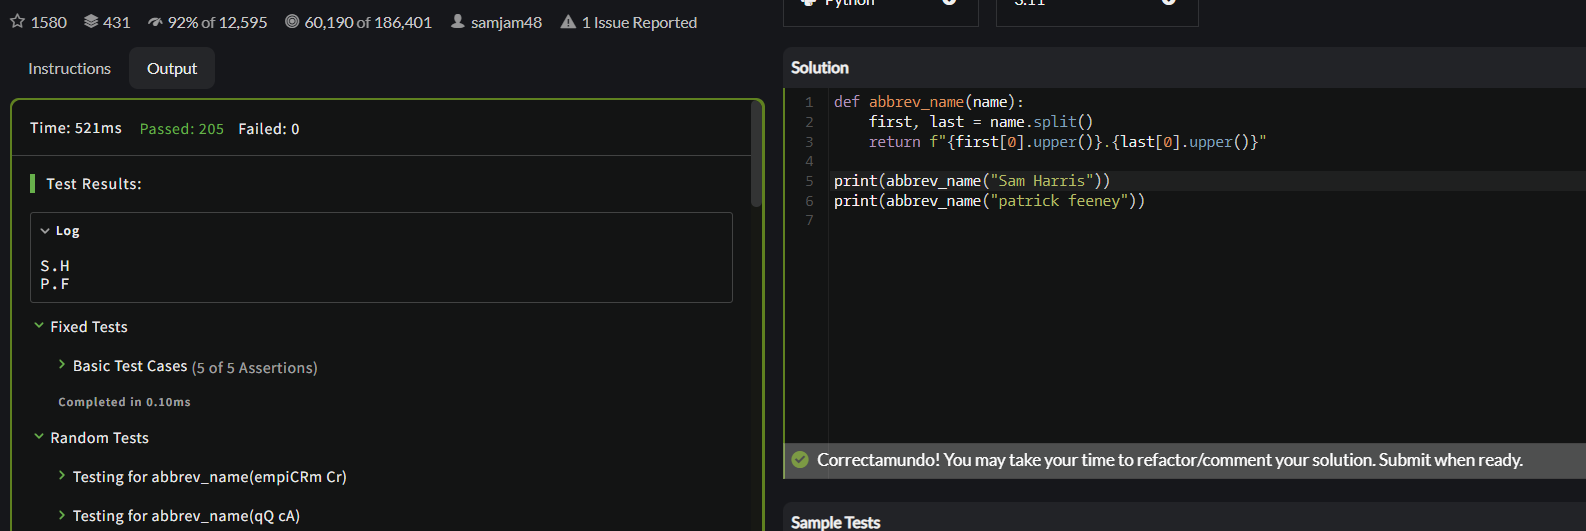 1580 431 92% of 12,595 60,190 of 186,401 samjam48 1 Issue Reported
Instructions Output
Time: 521ms Passed: 205 Failed: 0
Test Results:
Log
S.H
P.F
Fixed Tests
Basic Test Cases (5 of 5 Assertions)
Completed in 0.10ms
Random Tests
Testing for abbrev_name(empiCRm Cr)
Testing for abbrev_name(qQ cA)
Python 3.11
Solution
1 def abbrev_name(name):
2     first, last = name.split()
3     return f"{first[0].upper()}.{last[0].upper()}"
4
5 print(abbrev_name("Sam Harris"))
6 print(abbrev_name("patrick feeney"))
7
Correctamundo! You may take your time to refactor/comment your solution. Submit when ready.
Sample Tests